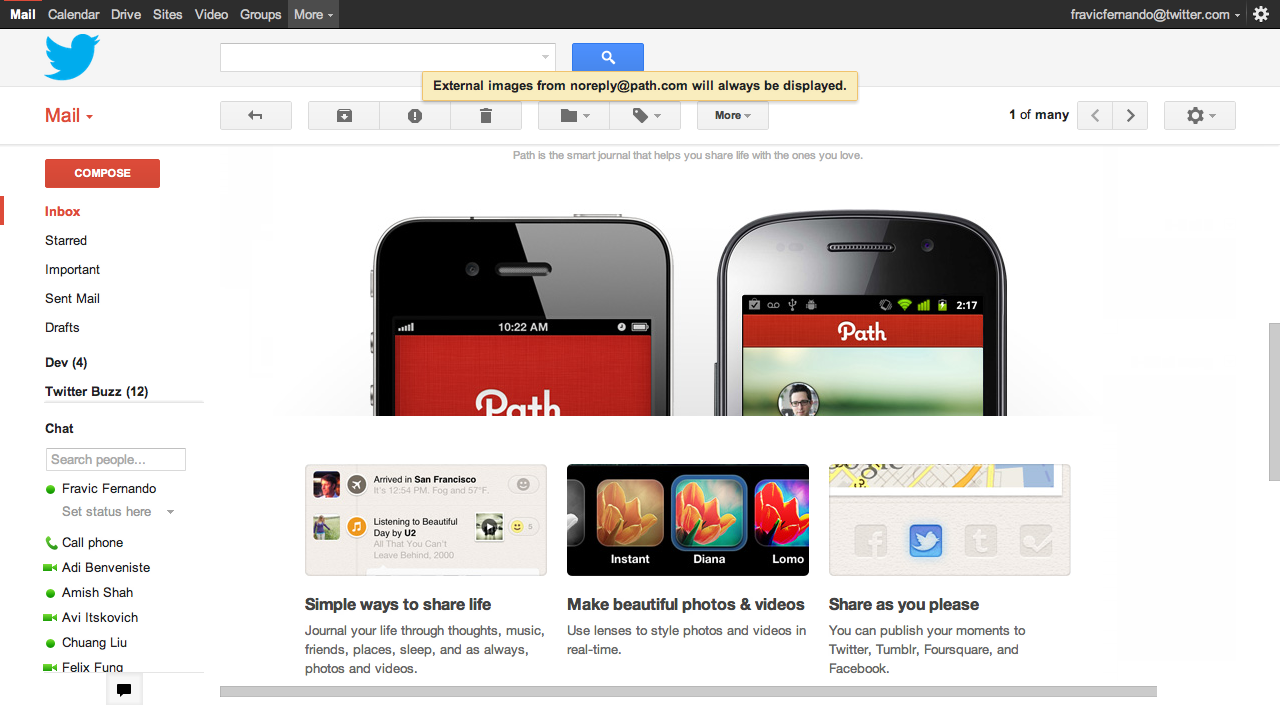 Mail Calendar Drive Sites Video Groups More
fravicfernando@twitter.com
External images from noreply@path.com will always be displayed.
Mail
More
1 of many
COMPOSE
Inbox
Starred
Important
Sent Mail
Drafts
Dev (4)
Twitter Buzz (12)
Chat
Search people...
Fravic Fernando
Set status here
Call phone
Adi Benveniste
Amish Shah
Avi Itskovich
Chuang Liu
Felix Fung
Path is the smart journal that helps you share life with the ones you love.
10:22 AM
Path
2:17
Path
Arrived in San Francisco
It's 12:54 PM. Fog and 57°F.
Listening to Beautiful
Day by U2
All That You Can't
Leave Behind, 2000
5
Instant
Diana
Lomo
Simple ways to share life
Journal your life through thoughts, music,
friends, places, sleep, and as always,
photos and videos.
Make beautiful photos & videos
Use lenses to style photos and videos in
real-time.
Share as you please
You can publish your moments to
Twitter, Tumblr, Foursquare, and
Facebook.